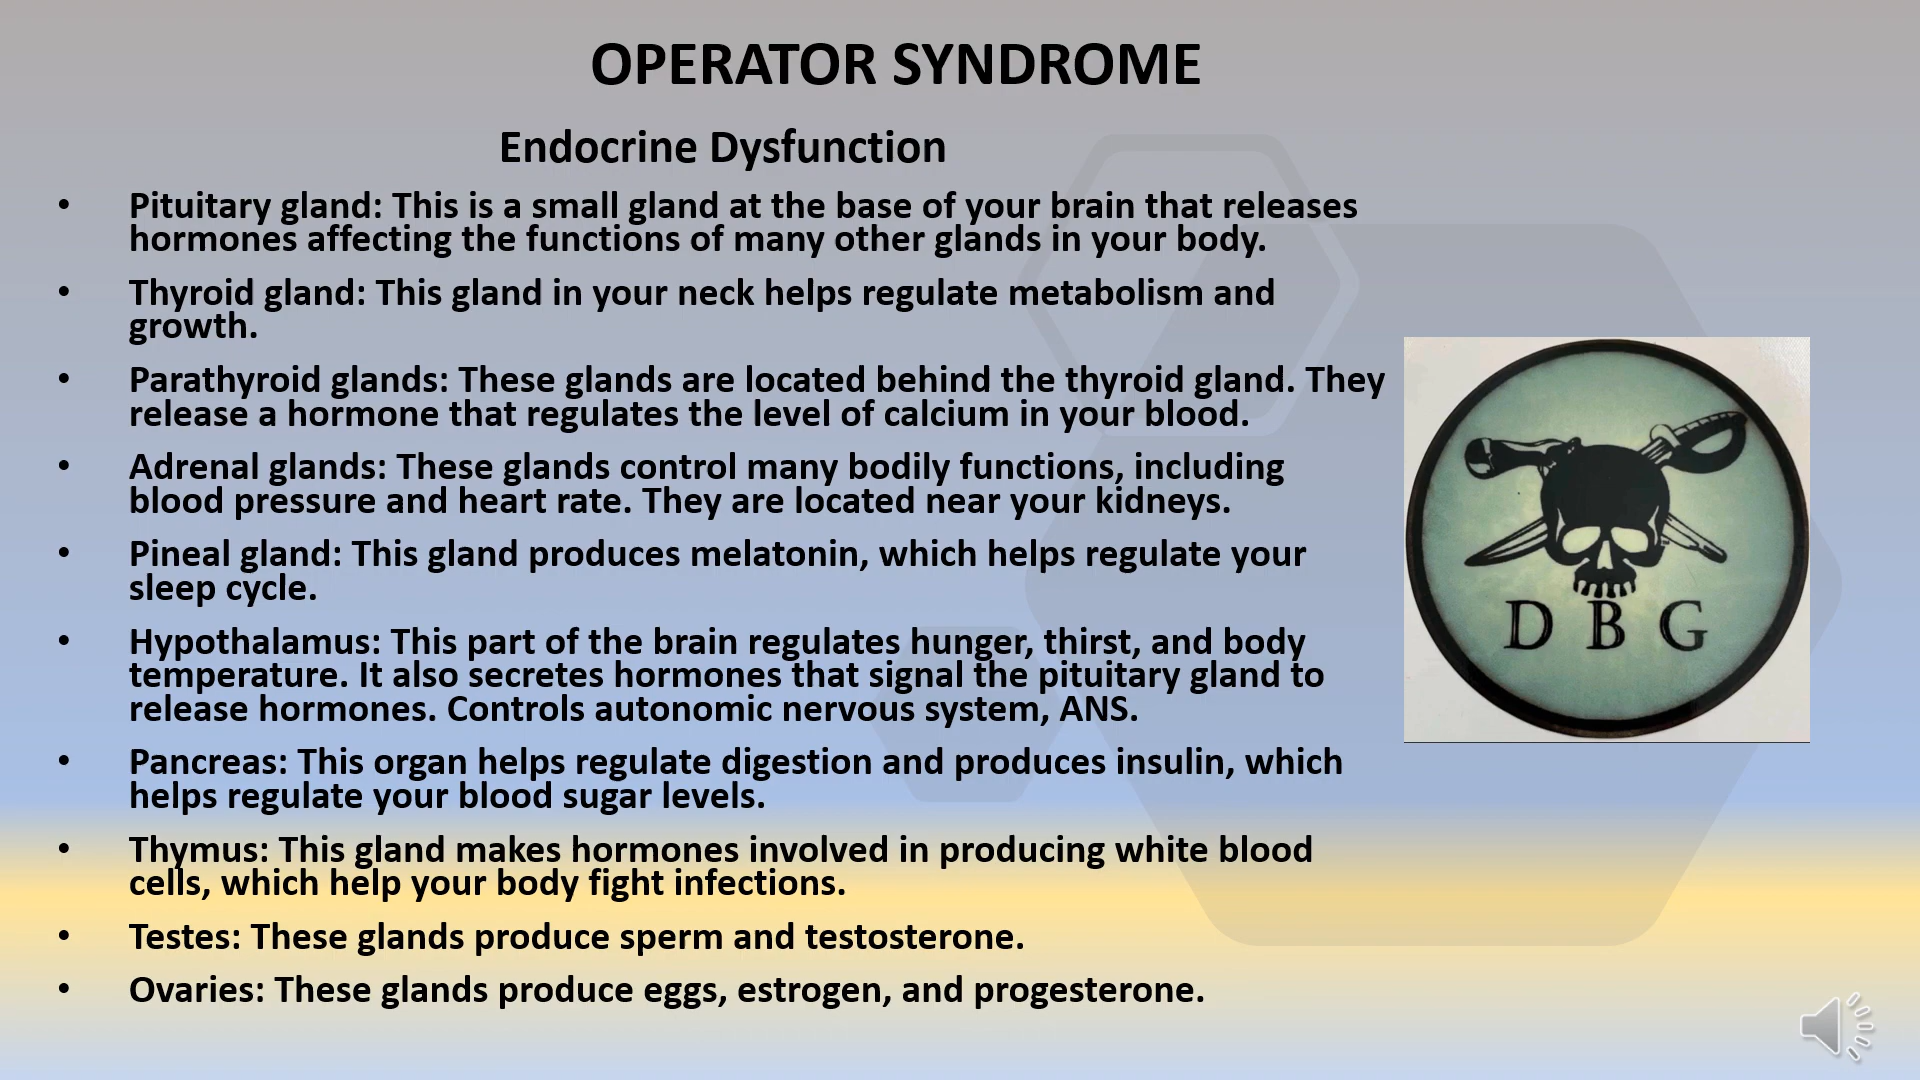 OPERATOR SYNDROME
Endocrine Dysfunction
• Pituitary gland: This is a small gland at the base of your brain that releases
hormones affecting the functions of many other glands in your body.
• Thyroid gland: This gland in your neck helps regulate metabolism and
growth.
• Parathyroid glands: These glands are located behind the thyroid gland. They
release a hormone that regulates the level of calcium in your blood.
• Adrenal glands: These glands control many bodily functions, including
blood pressure and heart rate. They are located near your kidneys.
• Pineal gland: This gland produces melatonin, which helps regulate your
sleep cycle.
• Hypothalamus: This part of the brain regulates hunger, thirst, and body
temperature. It also secretes hormones that signal the pituitary gland to
release hormones. Controls autonomic nervous system, ANS.
• Pancreas: This organ helps regulate digestion and produces insulin, which
helps regulate your blood sugar levels.
• Thymus: This gland makes hormones involved in producing white blood
cells, which help your body fight infections.
• Testes: These glands produce sperm and testosterone.
• Ovaries: These glands produce eggs, estrogen, and progesterone.
D B G